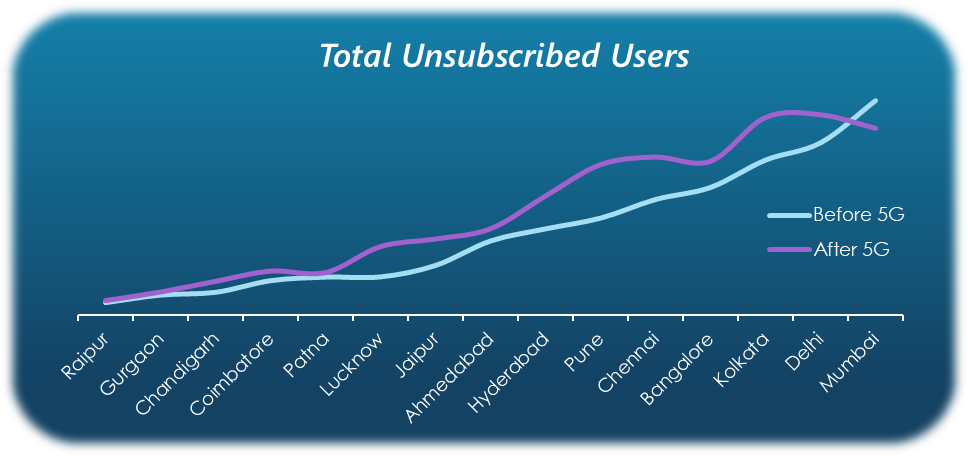 Total Unsubscribed Users
Before 5G
After 5G
Raipur
Gurgaon
Chandigarh
Coimbatore
Patna
Lucknow
Jaipur
Ahmedabad
Hyderabad
Pune
Chennai
Bangalore
Kolkata
Delhi
Mumbai